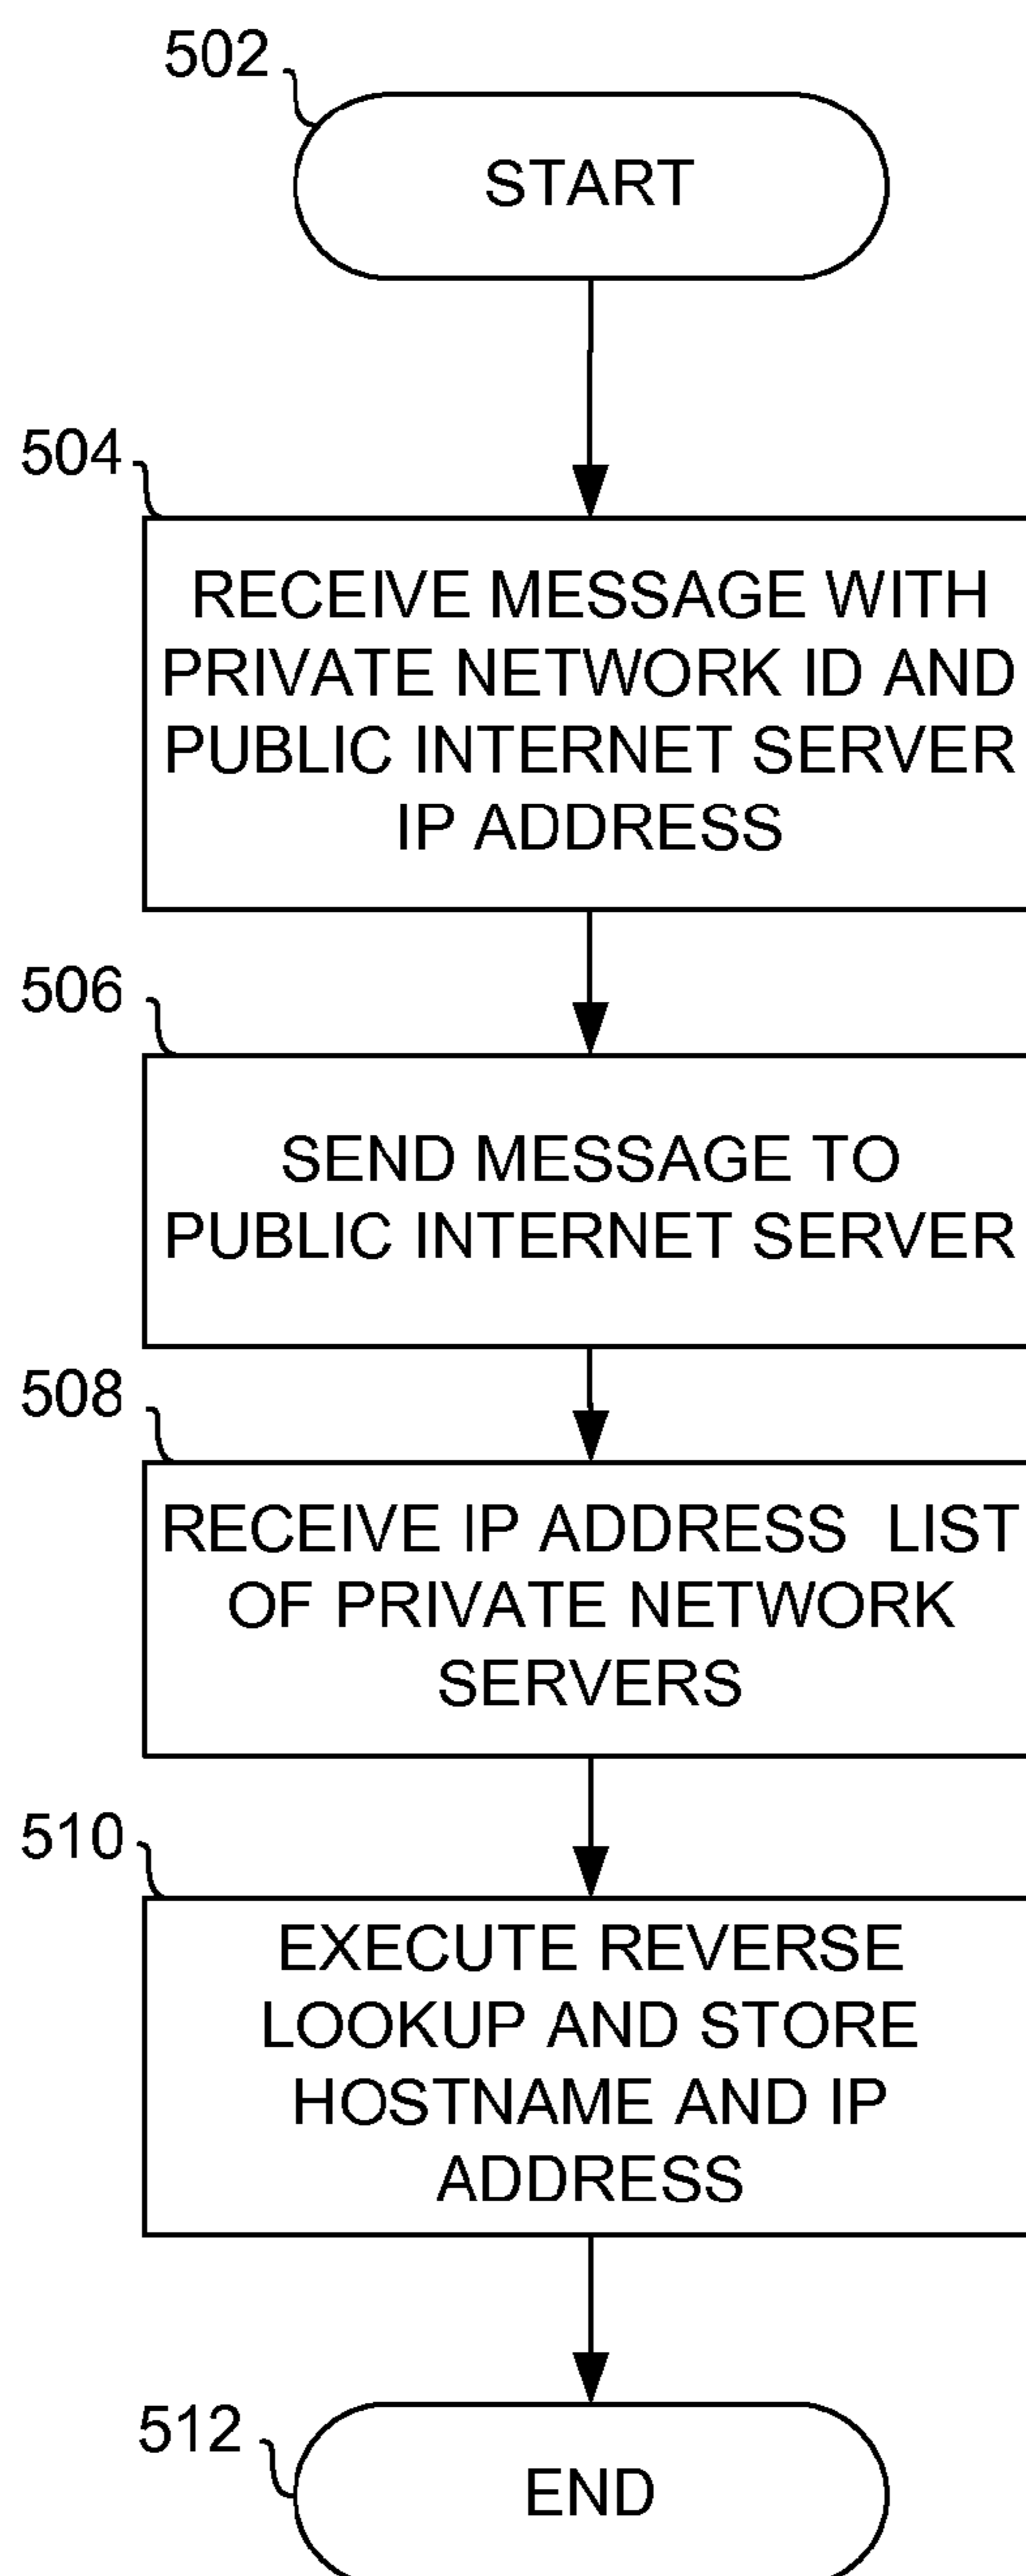 502
START
504
RECEIVE MESSAGE WITH
PRIVATE NETWORK ID AND
PUBLIC INTERNET SERVER
IP ADDRESS
506
SEND MESSAGE TO
PUBLIC INTERNET SERVER
508
RECEIVE IP ADDRESS LIST
OF PRIVATE NETWORK
SERVERS
510
EXECUTE REVERSE
LOOKUP AND STORE
HOSTNAME AND IP
ADDRESS
512
END